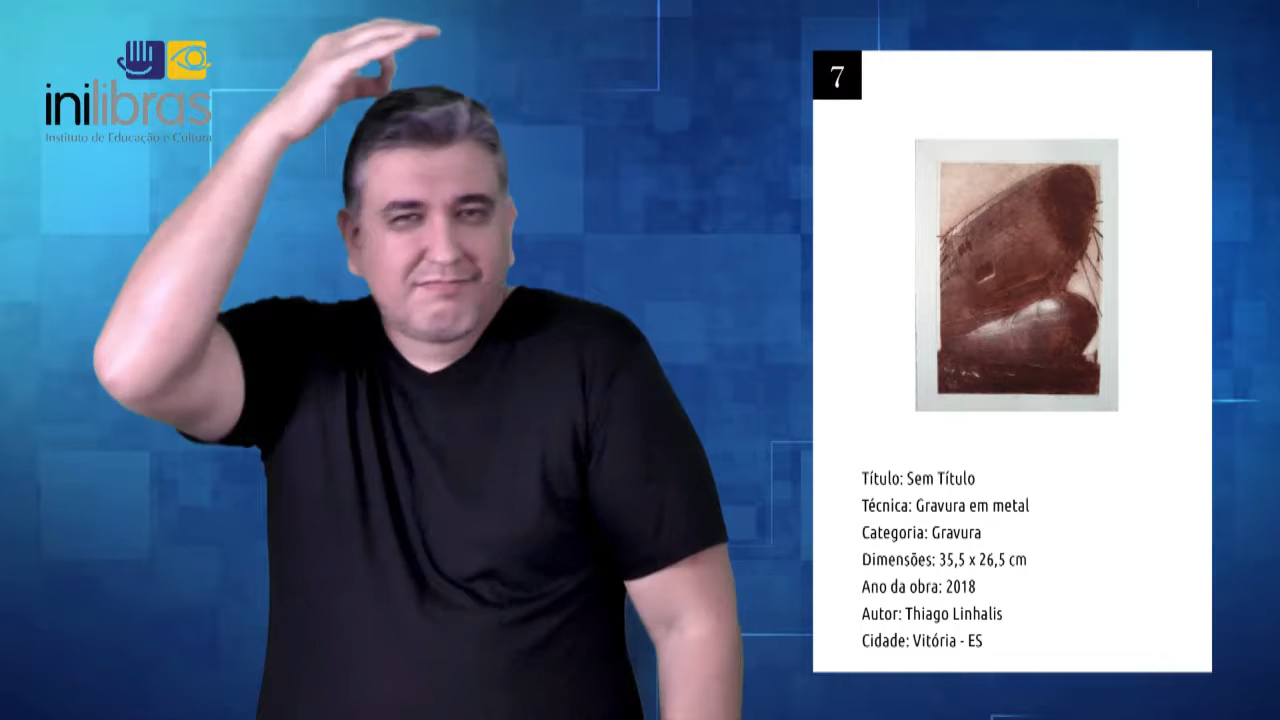 inilibras
Instituto de Educação e Cultura
7
Título: Sem Título
Técnica: Gravura em metal
Categoria: Gravura
Dimensões: 35,5 x 26,5 cm
Ano da obra: 2018
Autor: Thiago Linhalis
Cidade: Vitória - ES